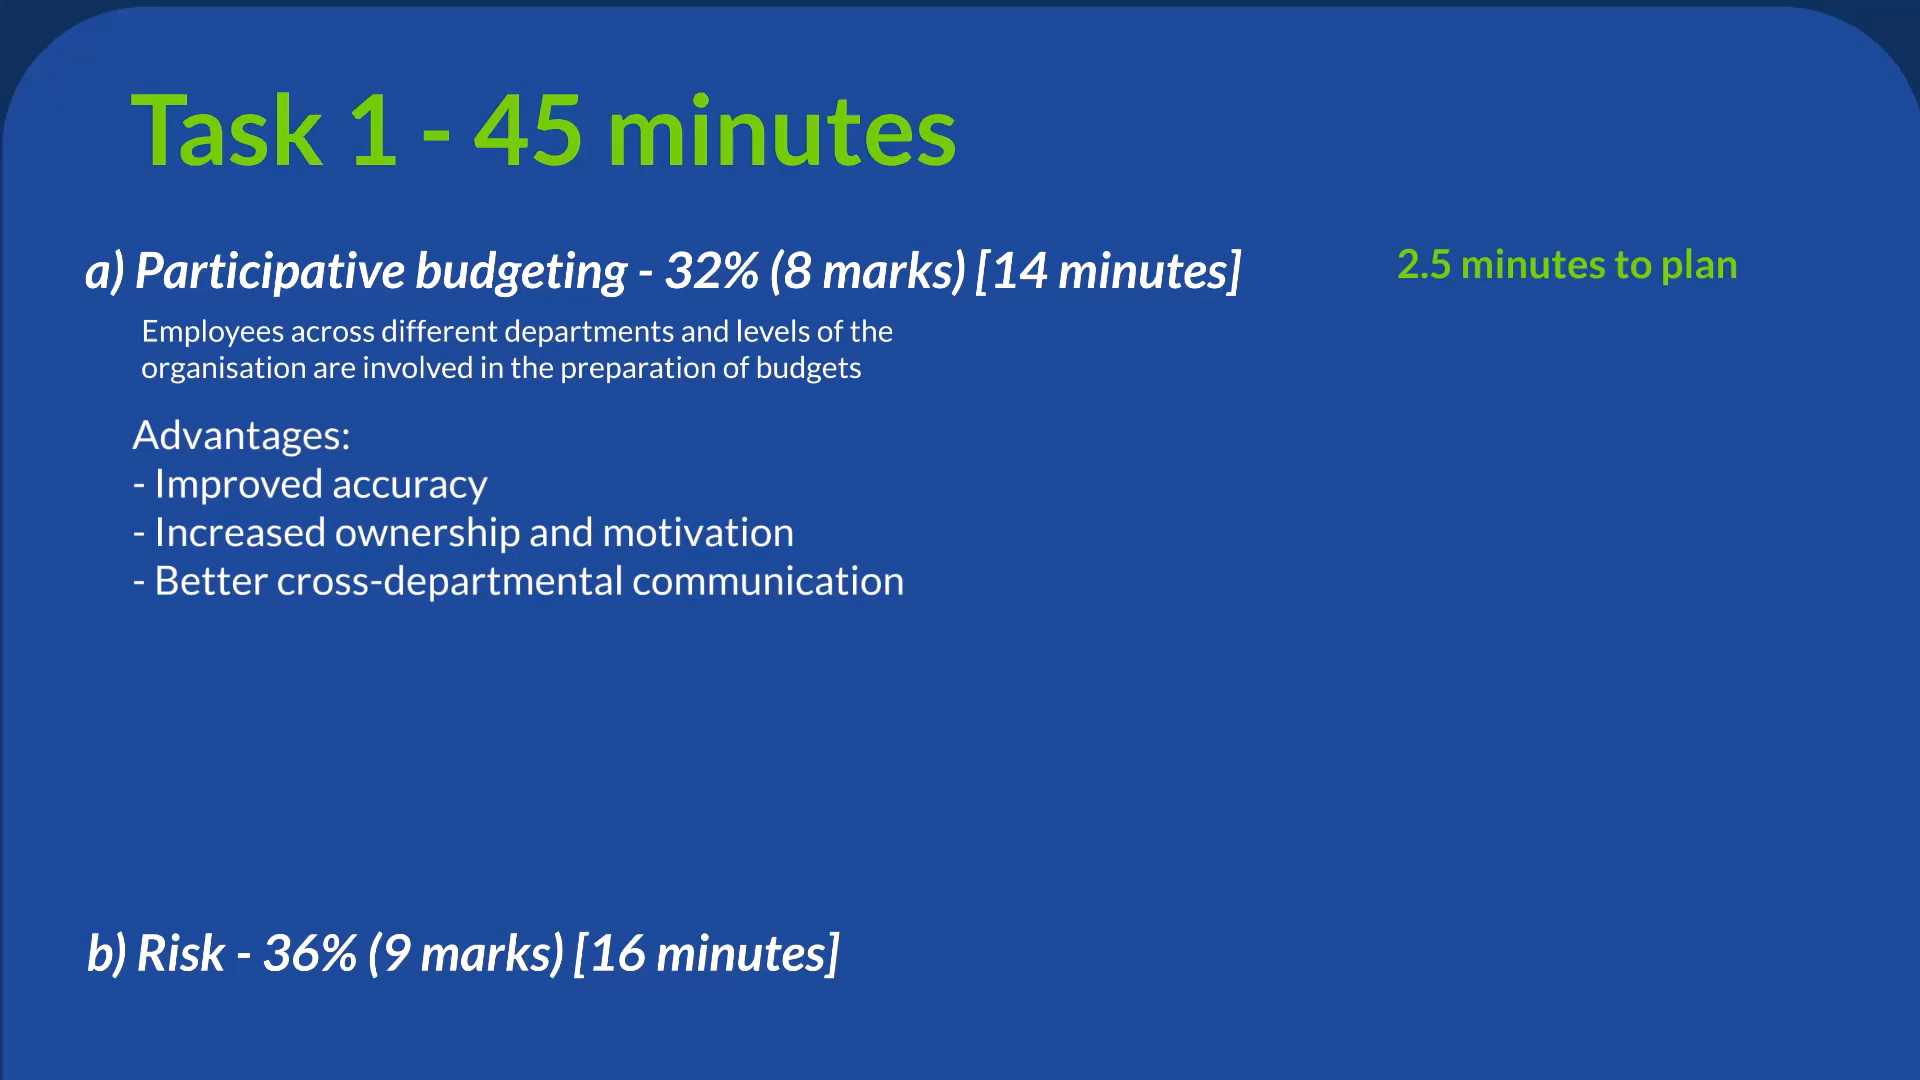 Task 1 - 45 minutes
a) Participative budgeting - 32% (8 marks) [14 minutes]
2.5 minutes to plan
Employees across different departments and levels of the
organisation are involved in the preparation of budgets
Advantages:
- Improved accuracy
- Increased ownership and motivation
- Better cross-departmental communication
b) Risk - 36% (9 marks) [16 minutes]